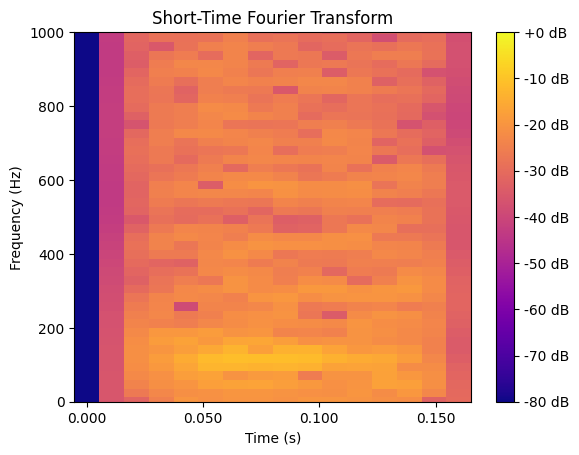 Short-Time Fourier Transform
1000
800
600
400
200
0
Frequency (Hz)
0.000
0.050
0.100
0.150
Time (s)
+0 dB
-10 dB
-20 dB
-30 dB
-40 dB
-50 dB
-60 dB
-70 dB
-80 dB